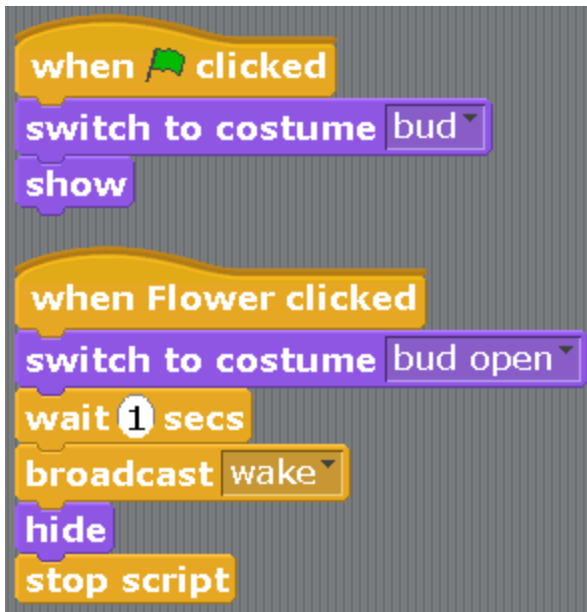 when clicked
switch to costume bud
show
when Flower clicked
switch to costume bud open
wait 1 secs
broadcast wake
hide
stop script